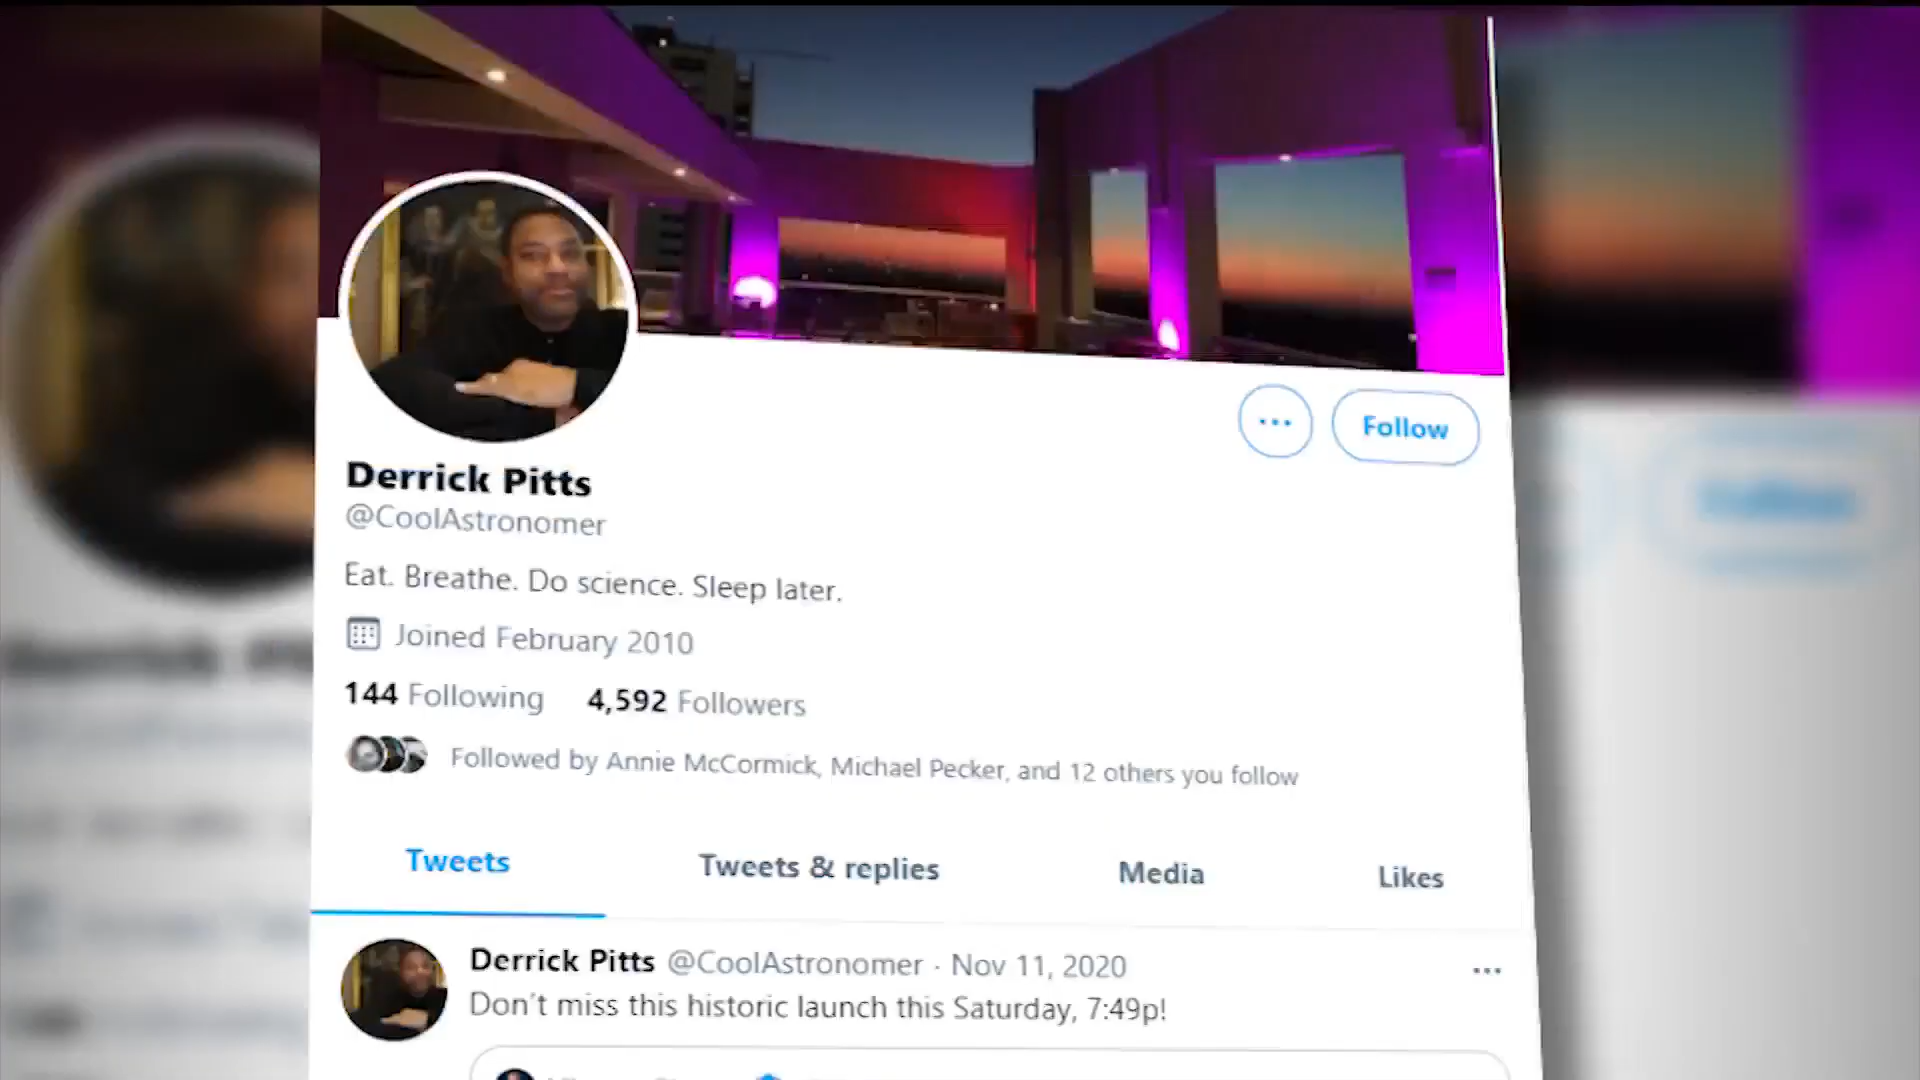 Follow
Derrick Pitts
@CoolAstronomer
Eat. Breathe. Do science. Sleep later.
Joined February 2010
144 Following 4,592 Followers
Followed by Annie McCormick, Michael Pecker, and 12 others you follow
Tweets Tweets & replies Media Likes
Derrick Pitts @CoolAstronomer · Nov 11, 2020
Don't miss this historic launch this Saturday, 7:49p!